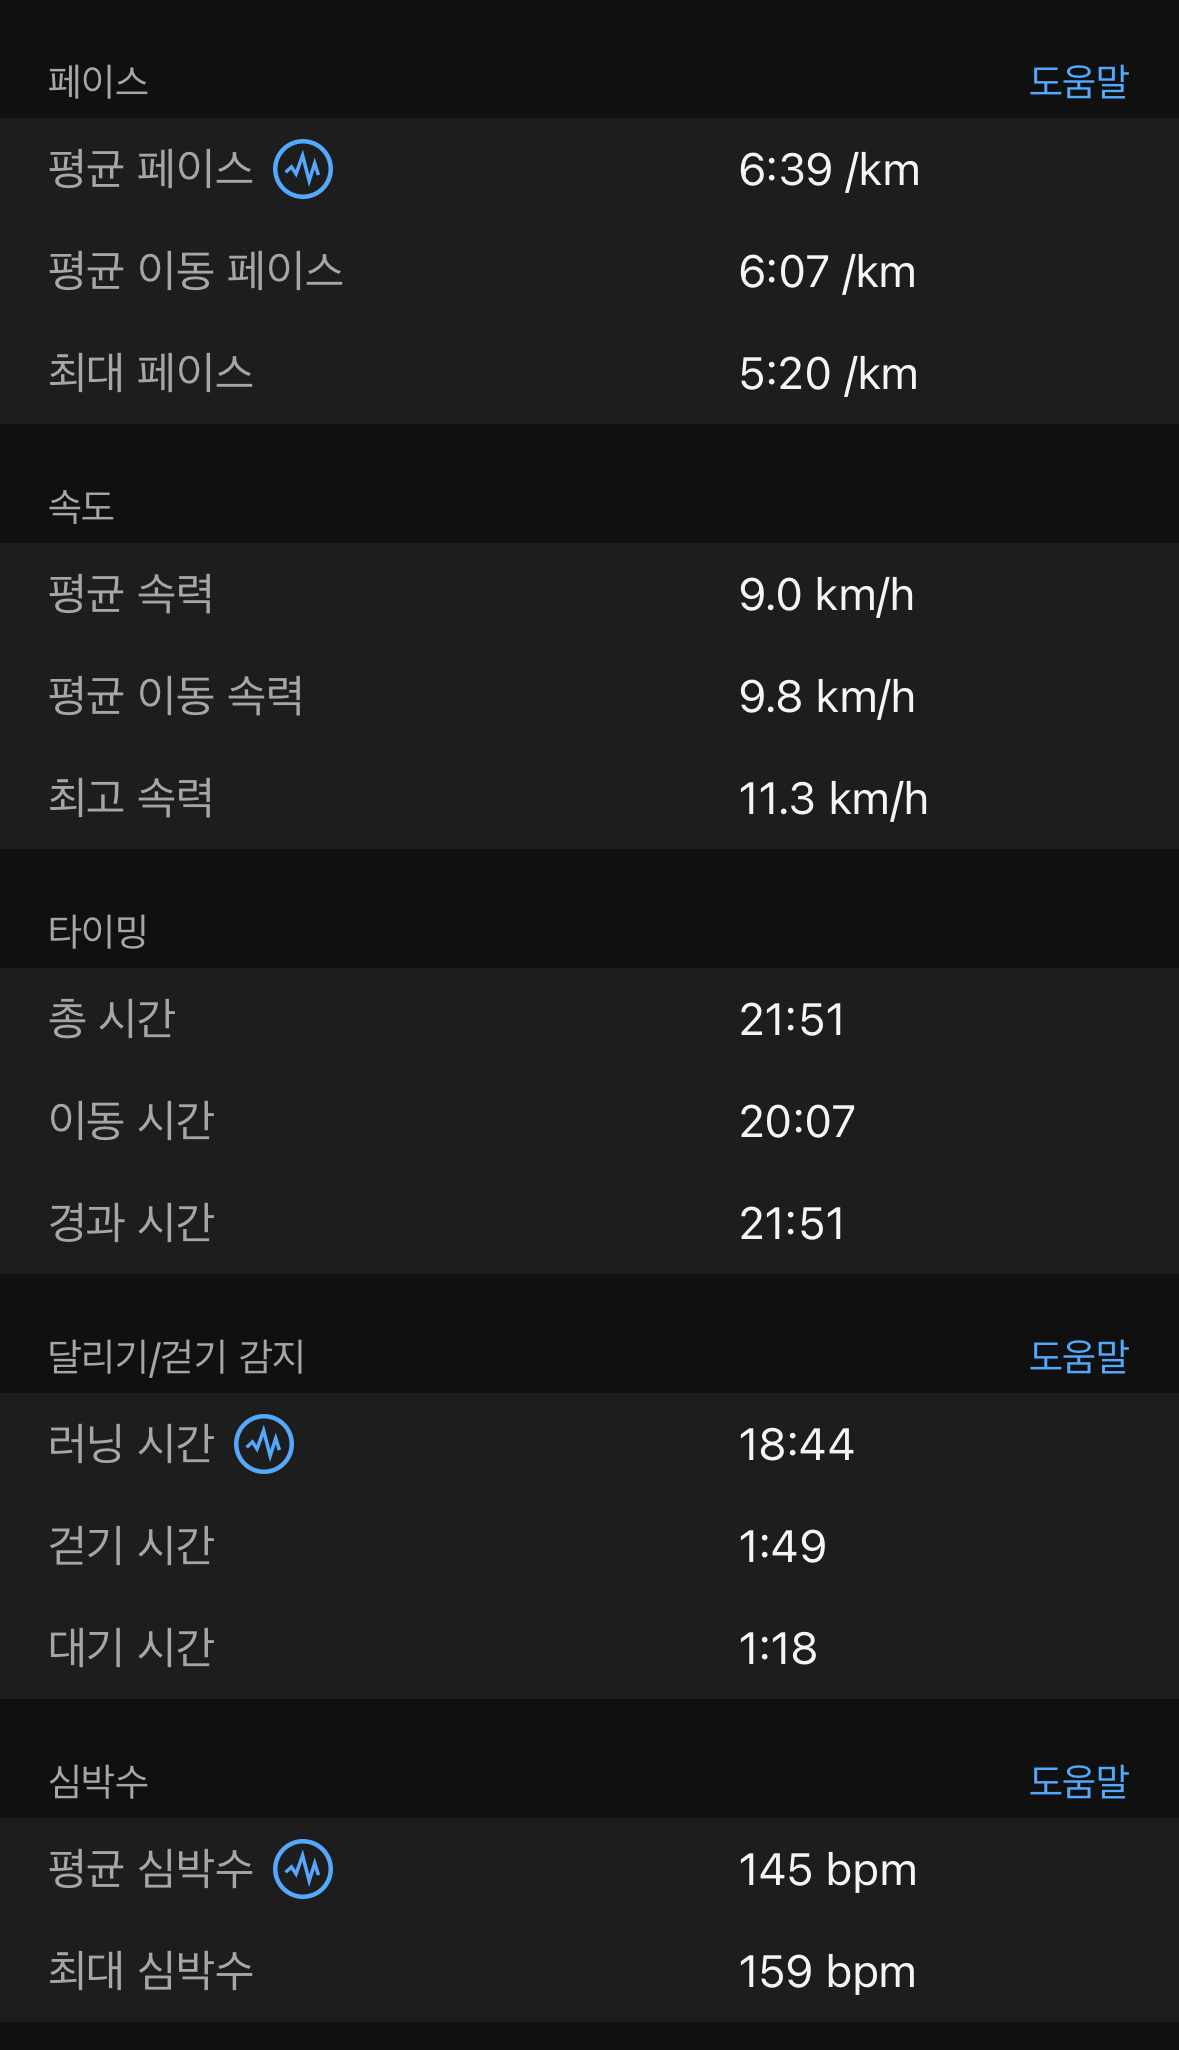 페이스 도움말
평균 페이스 6:39 /km
평균 이동 페이스 6:07 /km
최대 페이스 5:20 /km
속도
평균 속력 9.0 km/h
평균 이동 속력 9.8 km/h
최고 속력 11.3 km/h
타이밍
총 시간 21:51
이동 시간 20:07
경과 시간 21:51
달리기/걷기 감지 도움말
러닝 시간 18:44
걷기 시간 1:49
대기 시간 1:18
심박수 도움말
평균 심박수 145 bpm
최대 심박수 159 bpm